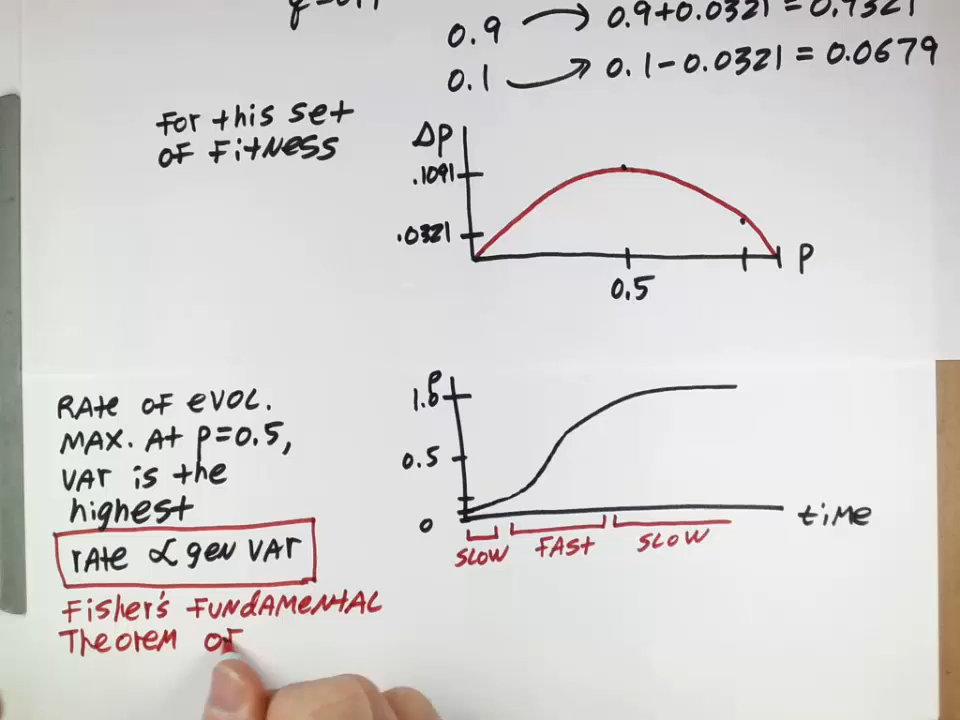 0.9 → 0.9+0.0321 = 0.9321
0.1 → 0.1-0.0321 = 0.0679
For this set
of Fitness
Δp
.1091
.0321
P
0.5
Rate of evol.
max. at p=0.5,
var is the
highest
rate ∝ gen var
Fisher's Fundamental
Theorem of
P
1.0
0.5
0
time
slow fast slow